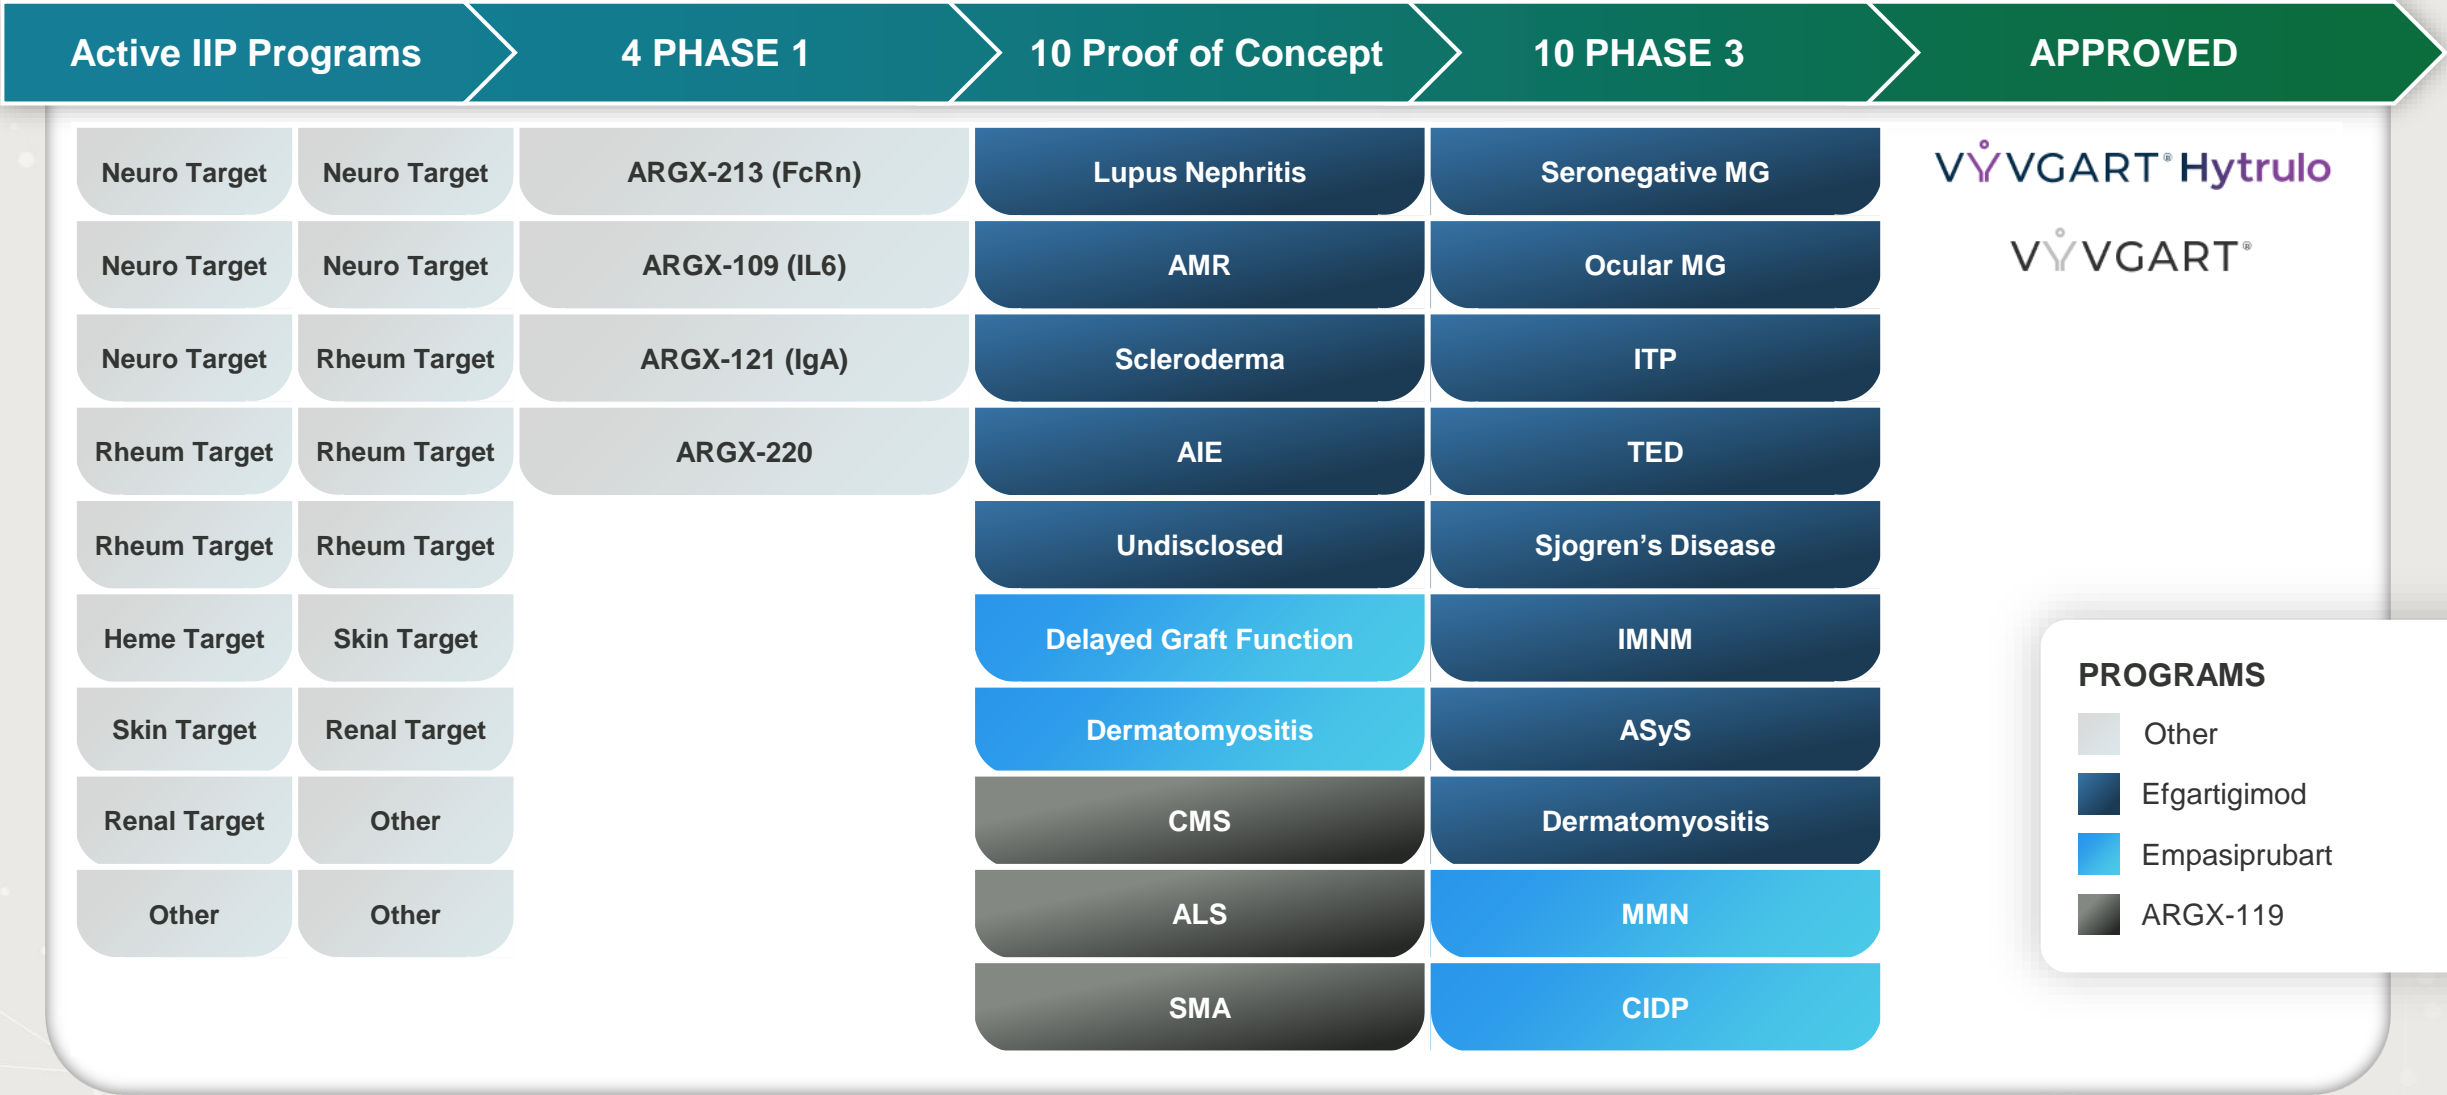 Active IIP Programs
4 PHASE 1
10 Proof of Concept
10 PHASE 3
APPROVED
Neuro Target
Neuro Target
ARGX-213 (FcRn)
Lupus Nephritis
Seronegative MG
VYVGART® Hytrulo
Neuro Target
Neuro Target
ARGX-109 (IL6)
AMR
Ocular MG
VYVGART®
Neuro Target
Rheum Target
ARGX-121 (IgA)
Scleroderma
ITP
Rheum Target
Rheum Target
ARGX-220
AIE
TED
Rheum Target
Rheum Target
Undisclosed
Sjogren’s Disease
Heme Target
Skin Target
Delayed Graft Function
IMNM
Skin Target
Renal Target
Dermatomyositis
ASyS
Renal Target
Other
CMS
Dermatomyositis
Other
Other
ALS
MMN
SMA
CIDP
PROGRAMS
Other
Efgartigimod
Empasiprubart
ARGX-119